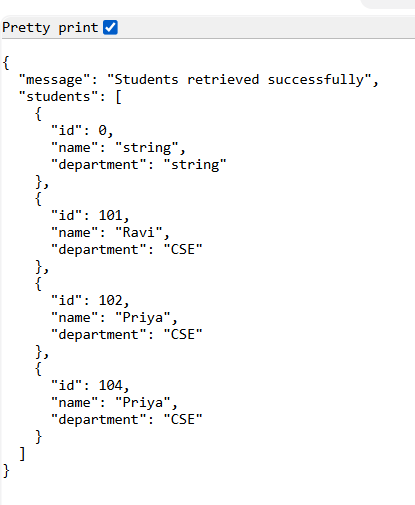 Pretty print
{
  "message": "Students retrieved successfully",
  "students": [
    {
      "id": 0,
      "name": "string",
      "department": "string"
    },
    {
      "id": 101,
      "name": "Ravi",
      "department": "CSE"
    },
    {
      "id": 102,
      "name": "Priya",
      "department": "CSE"
    },
    {
      "id": 104,
      "name": "Priya",
      "department": "CSE"
    }
  ]
}